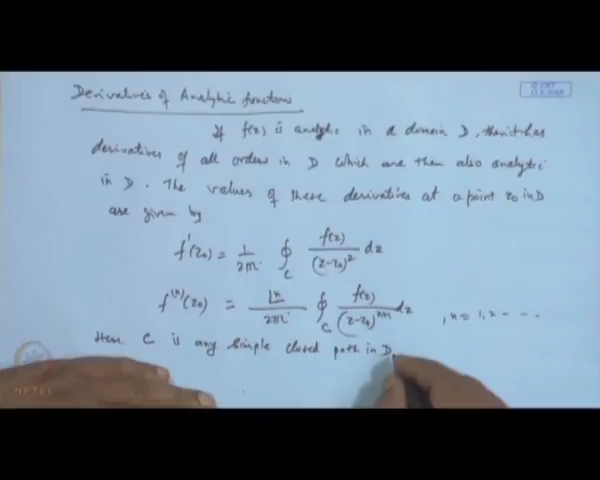 Derivatives of Analytic functions
If f(z) is analytic in a domain D, then it has
derivatives of all orders in D which are then also analytic
in D. The values of these derivatives at a point z0 in D
are given by
f'(z0) = 1/2πi ∮C f(z)/(z-z0)^2 dz
f^(n)(z0) = |n/2πi ∮C f(z)/(z-z0)^(n+1) dz , n = 1, 2 - - -
Here C is any simple closed path in D
NPTEL